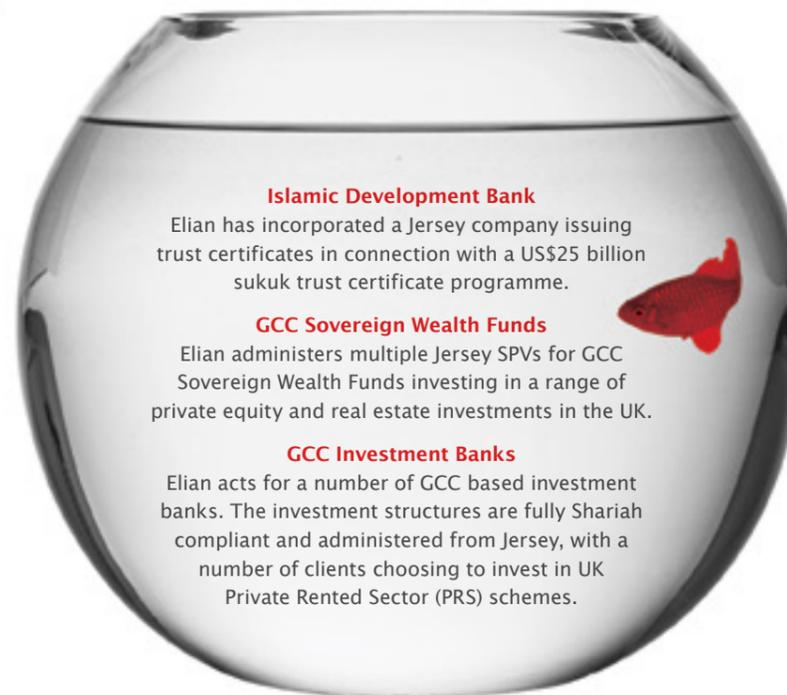 Islamic Development Bank
Elian has incorporated a Jersey company issuing
trust certificates in connection with a US$25 billion
sukuk trust certificate programme.
GCC Sovereign Wealth Funds
Elian administers multiple Jersey SPVs for GCC
Sovereign Wealth Funds investing in a range of
private equity and real estate investments in the UK.
GCC Investment Banks
Elian acts for a number of GCC based investment
banks. The investment structures are fully Shariah
compliant and administered from Jersey, with a
number of clients choosing to invest in UK
Private Rented Sector (PRS) schemes.